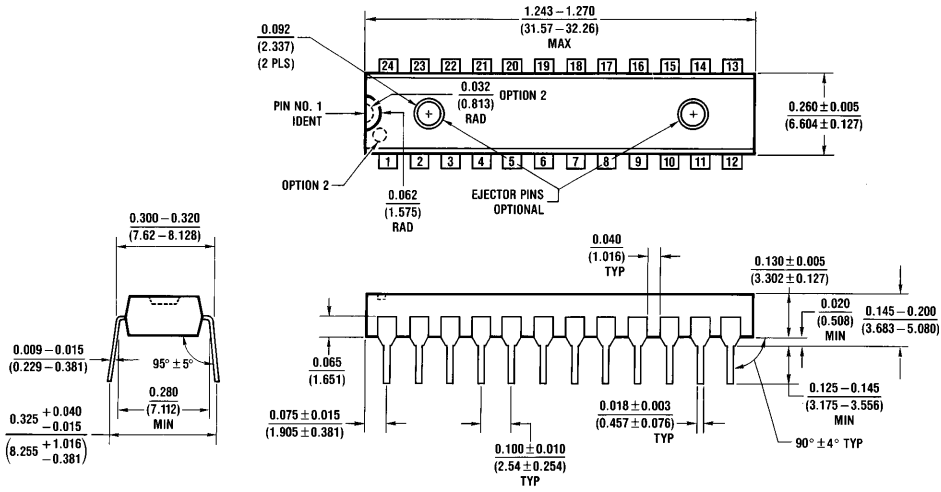 1.243 – 1.270
(31.57 – 32.26)
MAX
0.092
(2.337)
(2 PLS)
24 23 22 21 20 19 18 17 16 15 14 13
0.032
(0.813)
RAD
OPTION 2
PIN NO. 1
IDENT
0.260 ± 0.005
(6.604 ± 0.127)
1 2 3 4 5 6 7 8 9 10 11 12
OPTION 2
0.062
(1.575)
RAD
EJECTOR PINS
OPTIONAL
0.300 – 0.320
(7.62 – 8.128)
0.040
(1.016)
TYP
0.130 ± 0.005
(3.302 ± 0.127)
0.020
(0.508)
MIN
0.145 – 0.200
(3.683 – 5.080)
0.009 – 0.015
(0.229 – 0.381)
95° ± 5°
0.280
(7.112)
MIN
0.325 + 0.040
– 0.015
(8.255 + 1.016
– 0.381)
0.065
(1.651)
0.075 ± 0.015
(1.905 ± 0.381)
0.100 ± 0.010
(2.54 ± 0.254)
TYP
0.018 ± 0.003
(0.457 ± 0.076)
TYP
0.125 – 0.145
(3.175 – 3.556)
MIN
90° ± 4° TYP